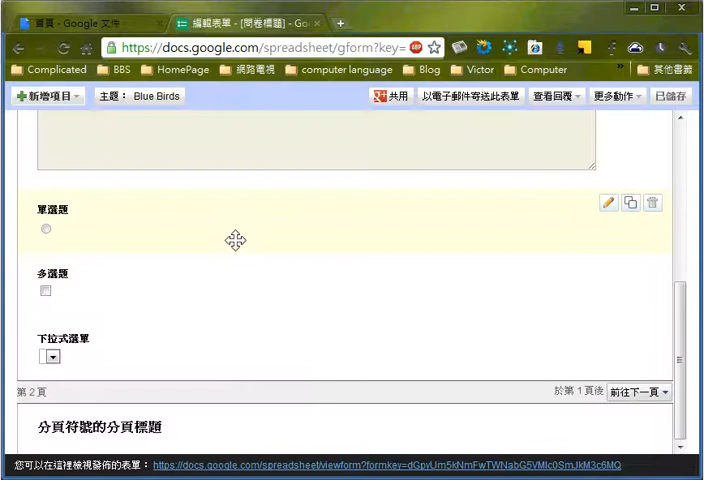 首頁 - Google 文件
編輯表單 - [問卷標題] - Go
https://docs.google.com/spreadsheet/gform?key=
Complicated BBS HomePage 網路電視 computer language Blog Victor Computer » 其他書籤
新增項目 主題： Blue Birds 共用 以電子郵件寄送此表單 查看回覆 更多動作 已儲存
單選題
多選題
下拉式選單
第 2 頁 於第 1 頁後 前往下一頁
分頁符號的分頁標題
您可以在這裡檢視發佈的表單： https://docs.google.com/spreadsheet/viewform?formkey=dGpvUm5kNmFwTWNabG5VMlc0SmJkM3c6MQ